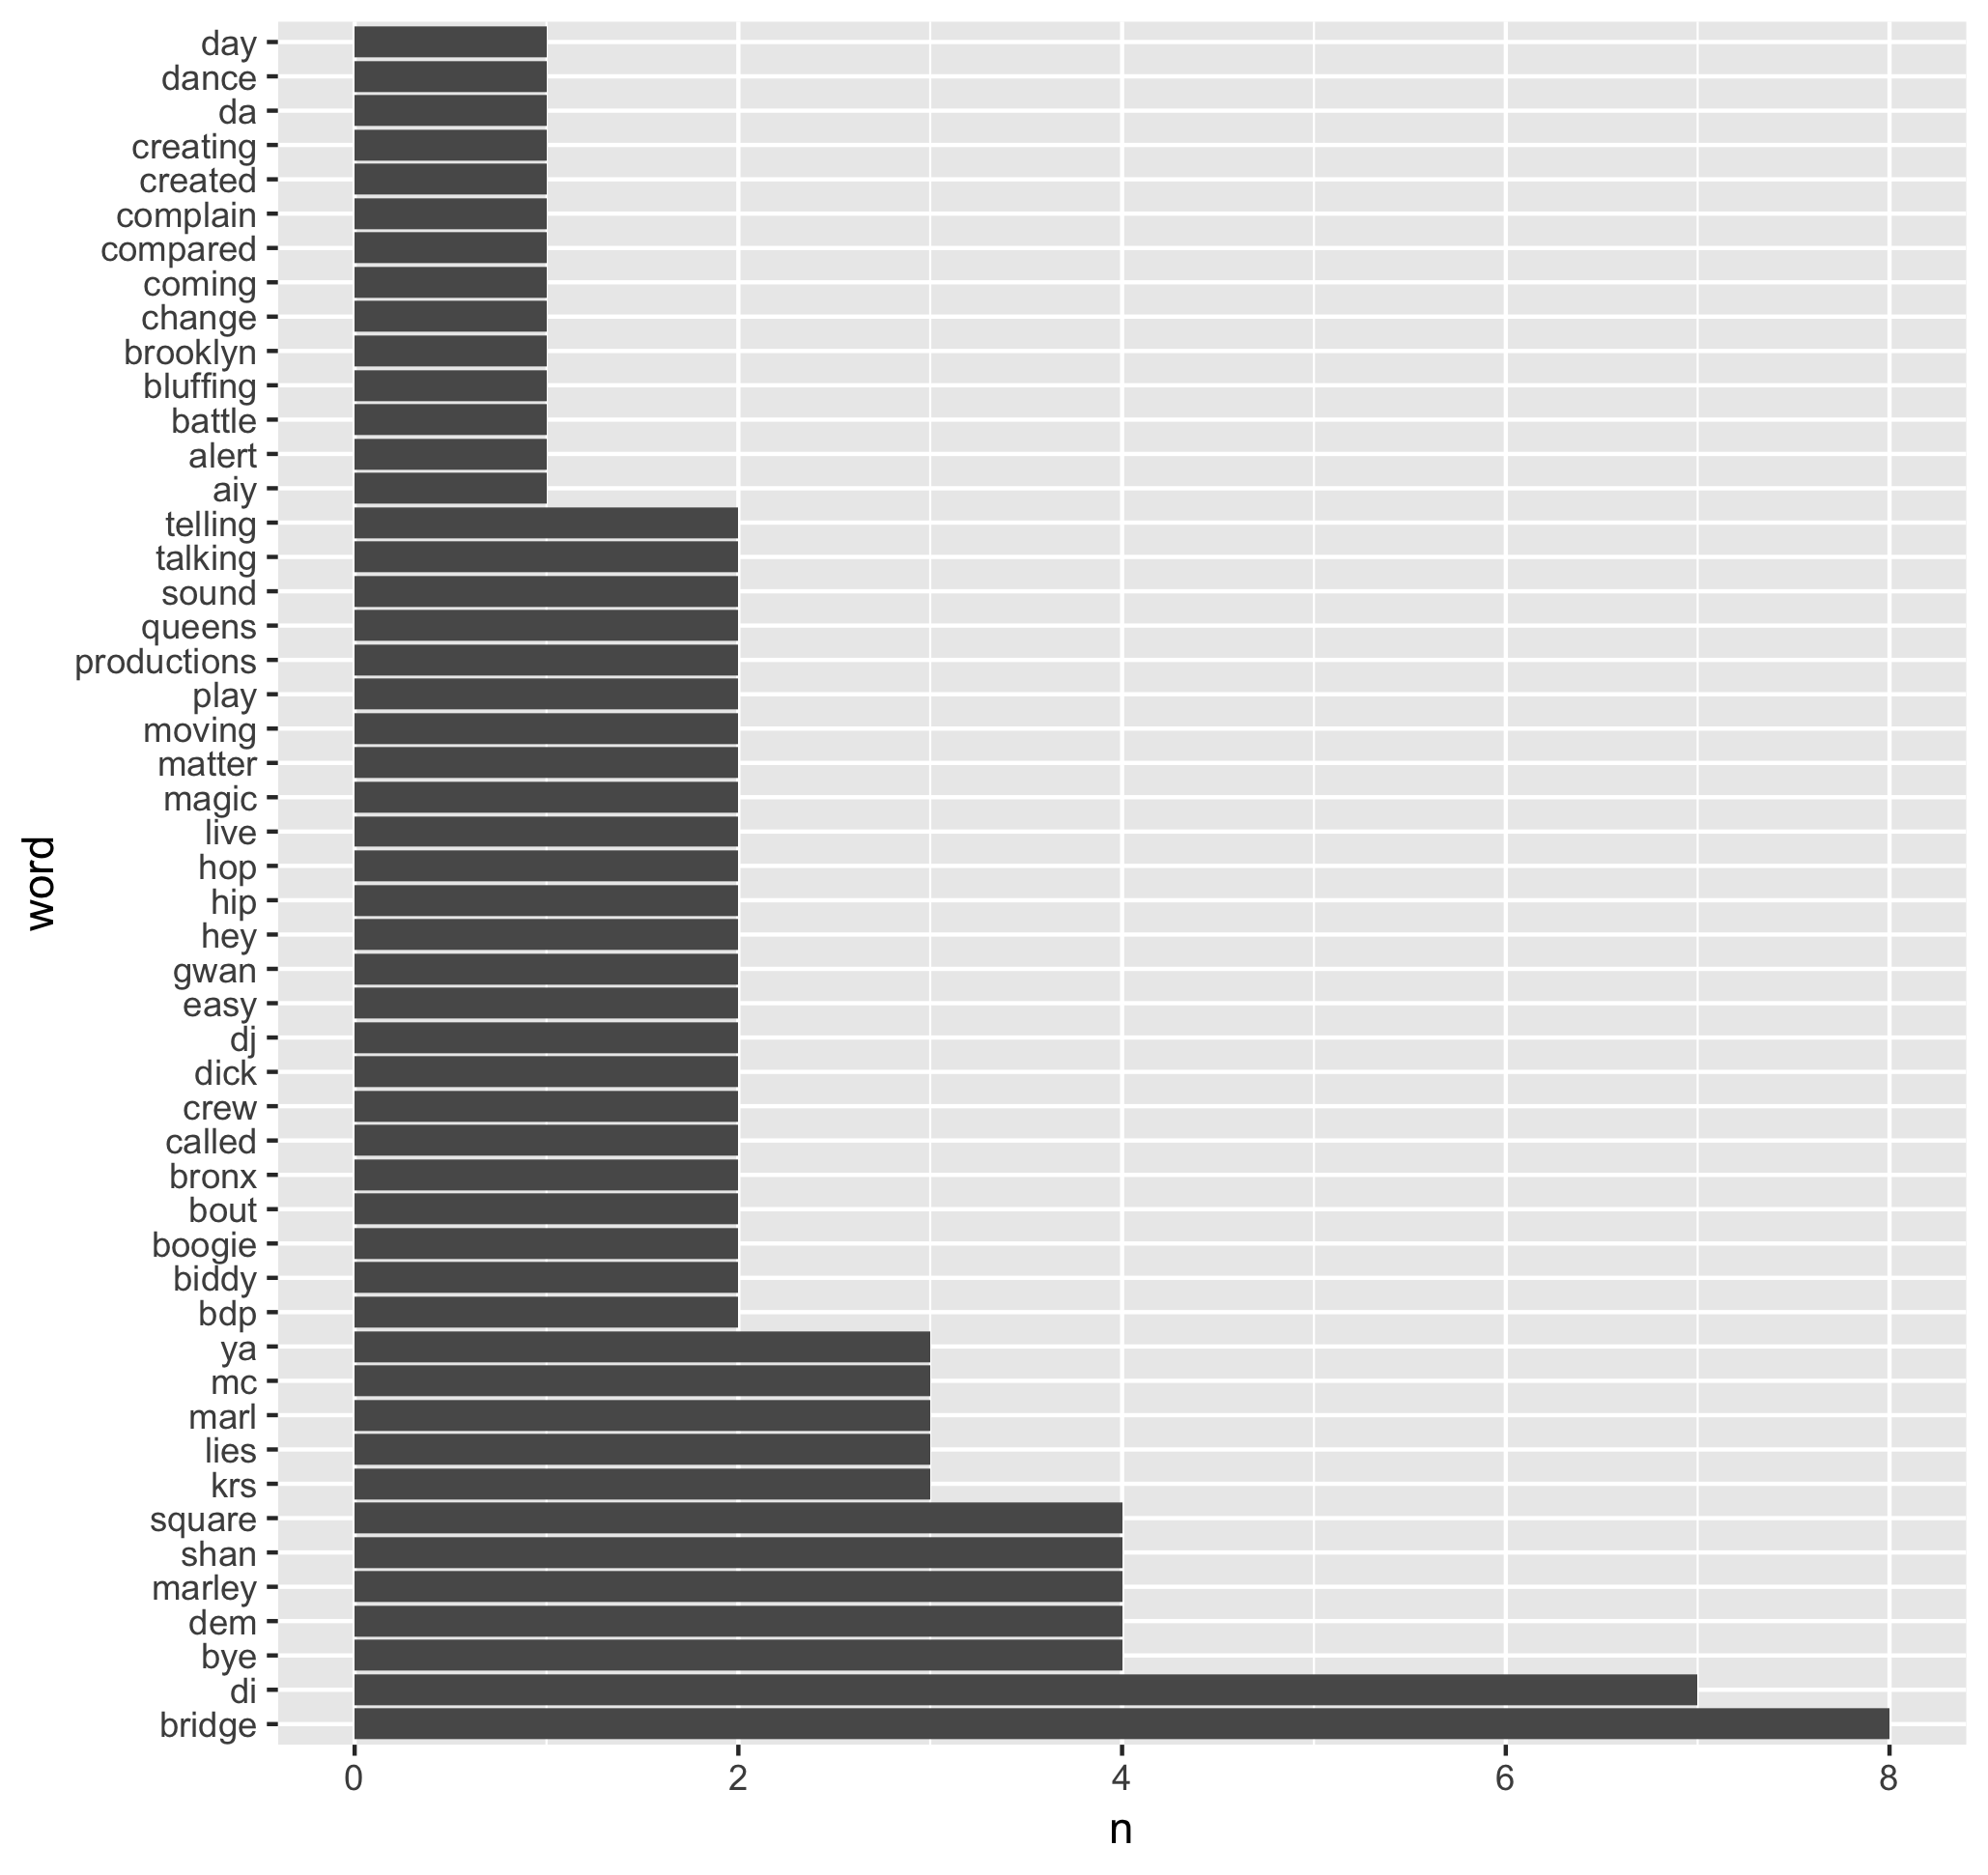 day
dance
da
creating
created
complain
compared
coming
change
brooklyn
bluffing
battle
alert
aiy
telling
talking
sound
queens
productions
play
moving
matter
magic
live
hop
hip
hey
gwan
easy
dj
dick
crew
called
bronx
bout
boogie
biddy
bdp
ya
mc
marl
lies
krs
square
shan
marley
dem
bye
di
bridge
word
0 2 4 6 8
n